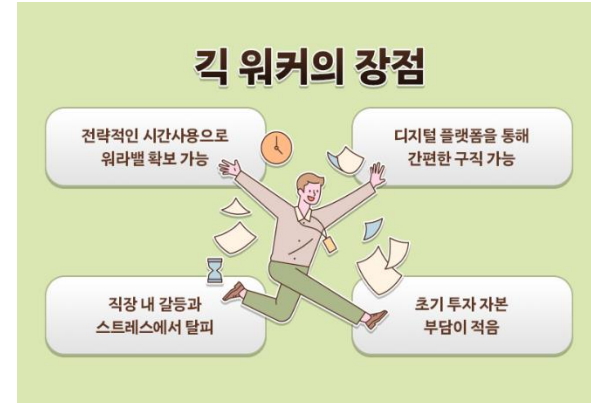 긱 워커의 장점
전략적인 시간사용으로
워라밸 확보 가능
디지털 플랫폼을 통해
간편한 구직 가능
직장 내 갈등과
스트레스에서 탈피
초기 투자 자본
부담이 적음